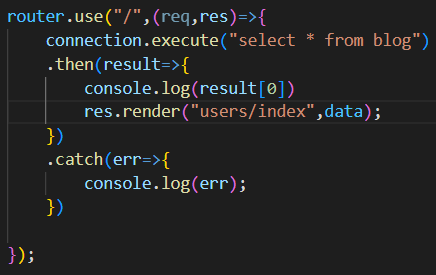 router.use("/",(req,res)=>{
    connection.execute("select * from blog")
    .then(result=>{
        console.log(result[0])
        res.render("users/index",data);
    })
    .catch(err=>{
        console.log(err);
    })
});